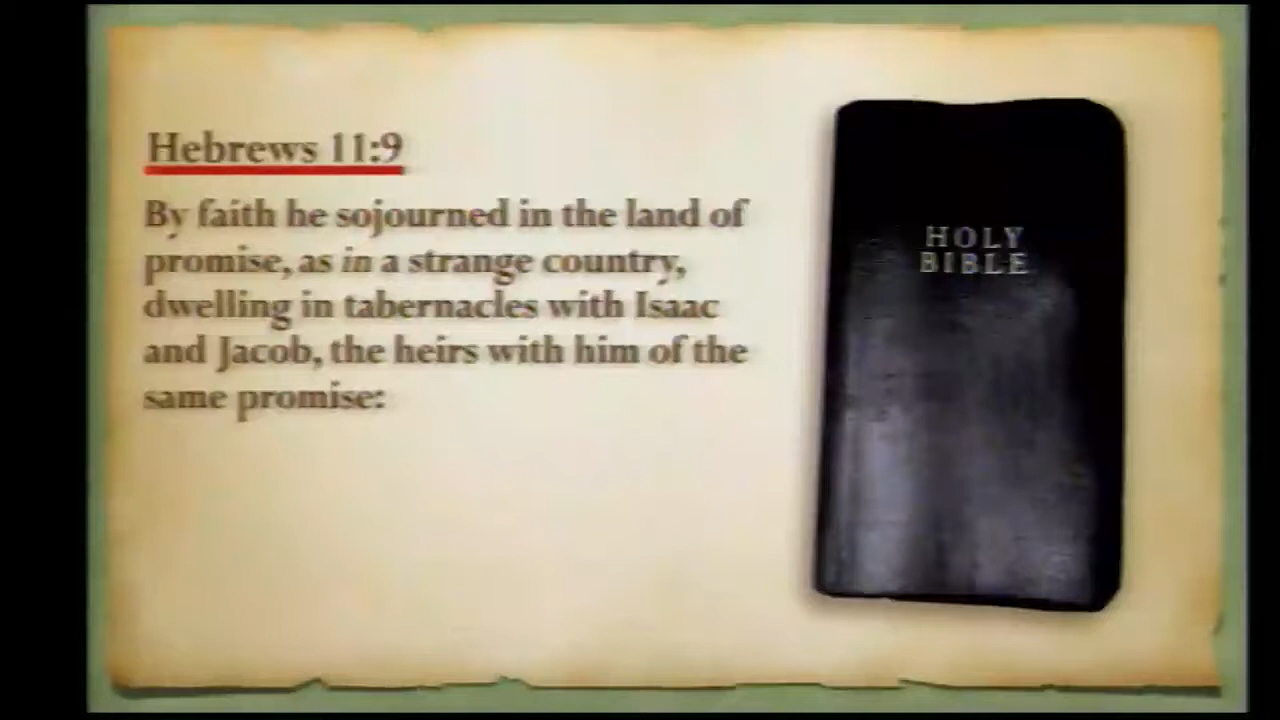 Hebrews 11:9
By faith he sojourned in the land of
promise, as in a strange country,
dwelling in tabernacles with Isaac
and Jacob, the heirs with him of the
same promise:
HOLY
BIBLE